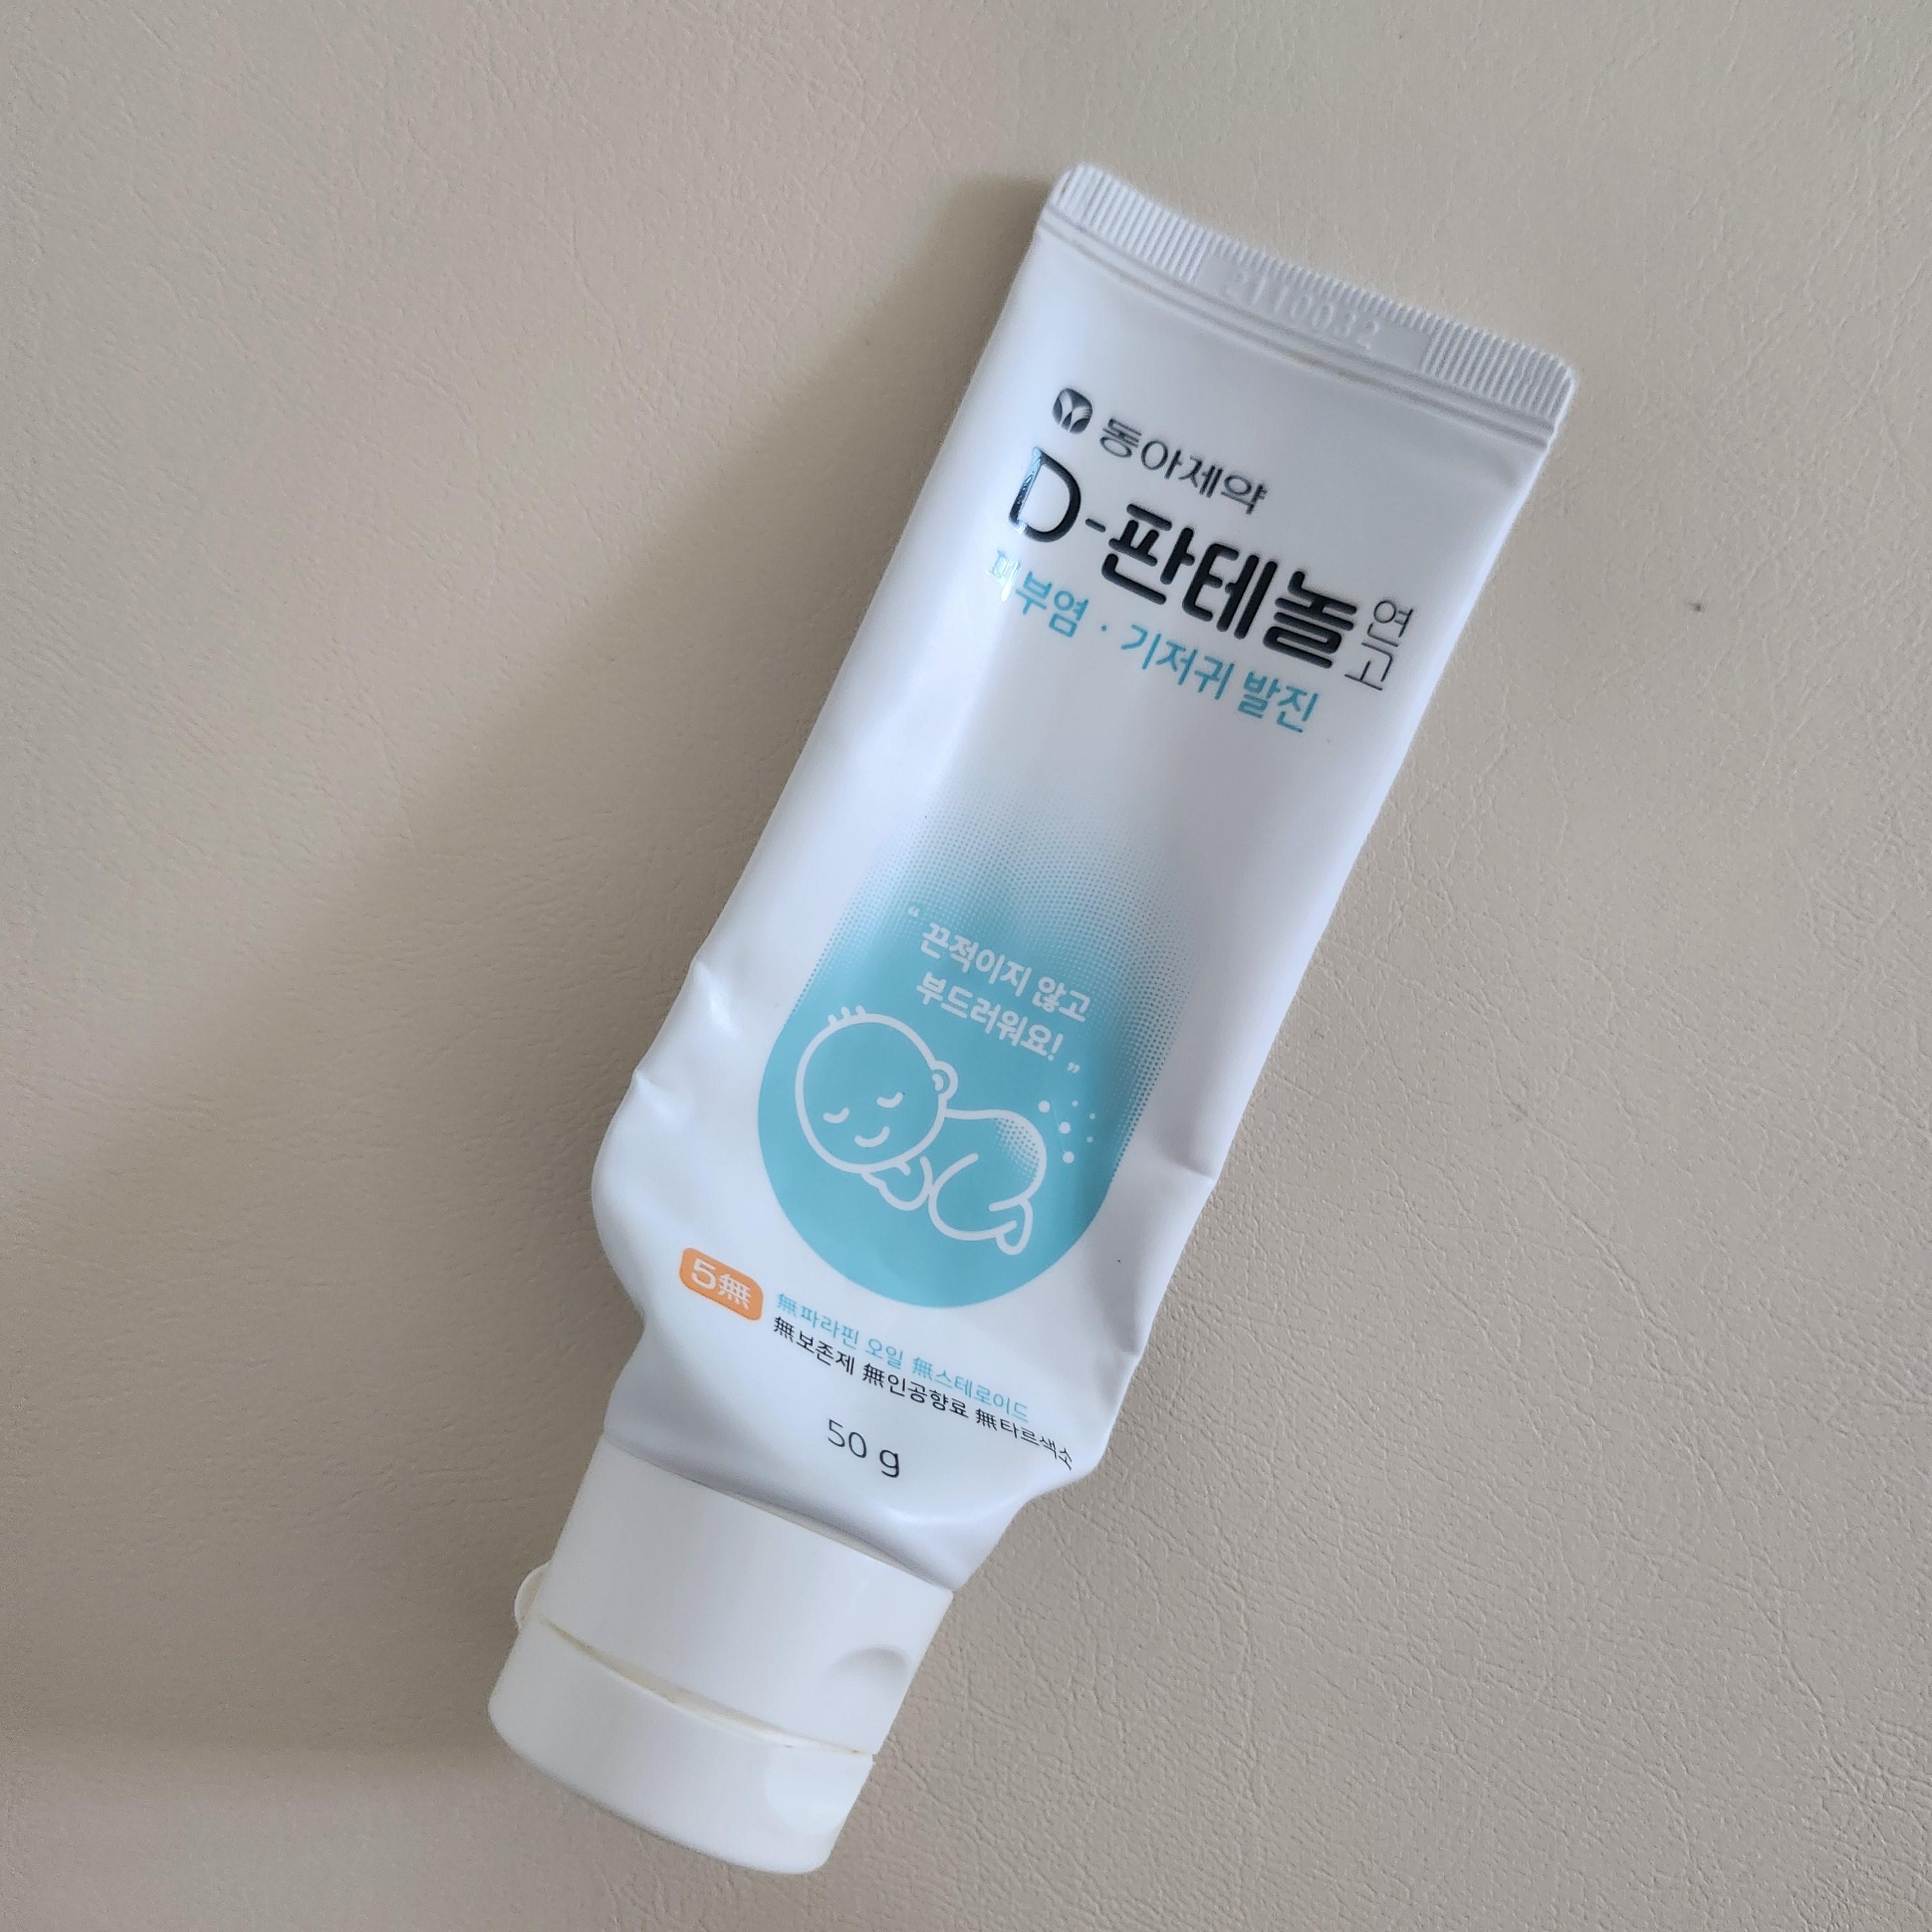 2110032
동아제약
D-판테놀 연고
피부염 · 기저귀 발진
“ 끈적이지 않고
부드러워요! ”
5無
無파라핀 오일 無스테로이드
無보존제 無인공향료 無타르색소
50 g